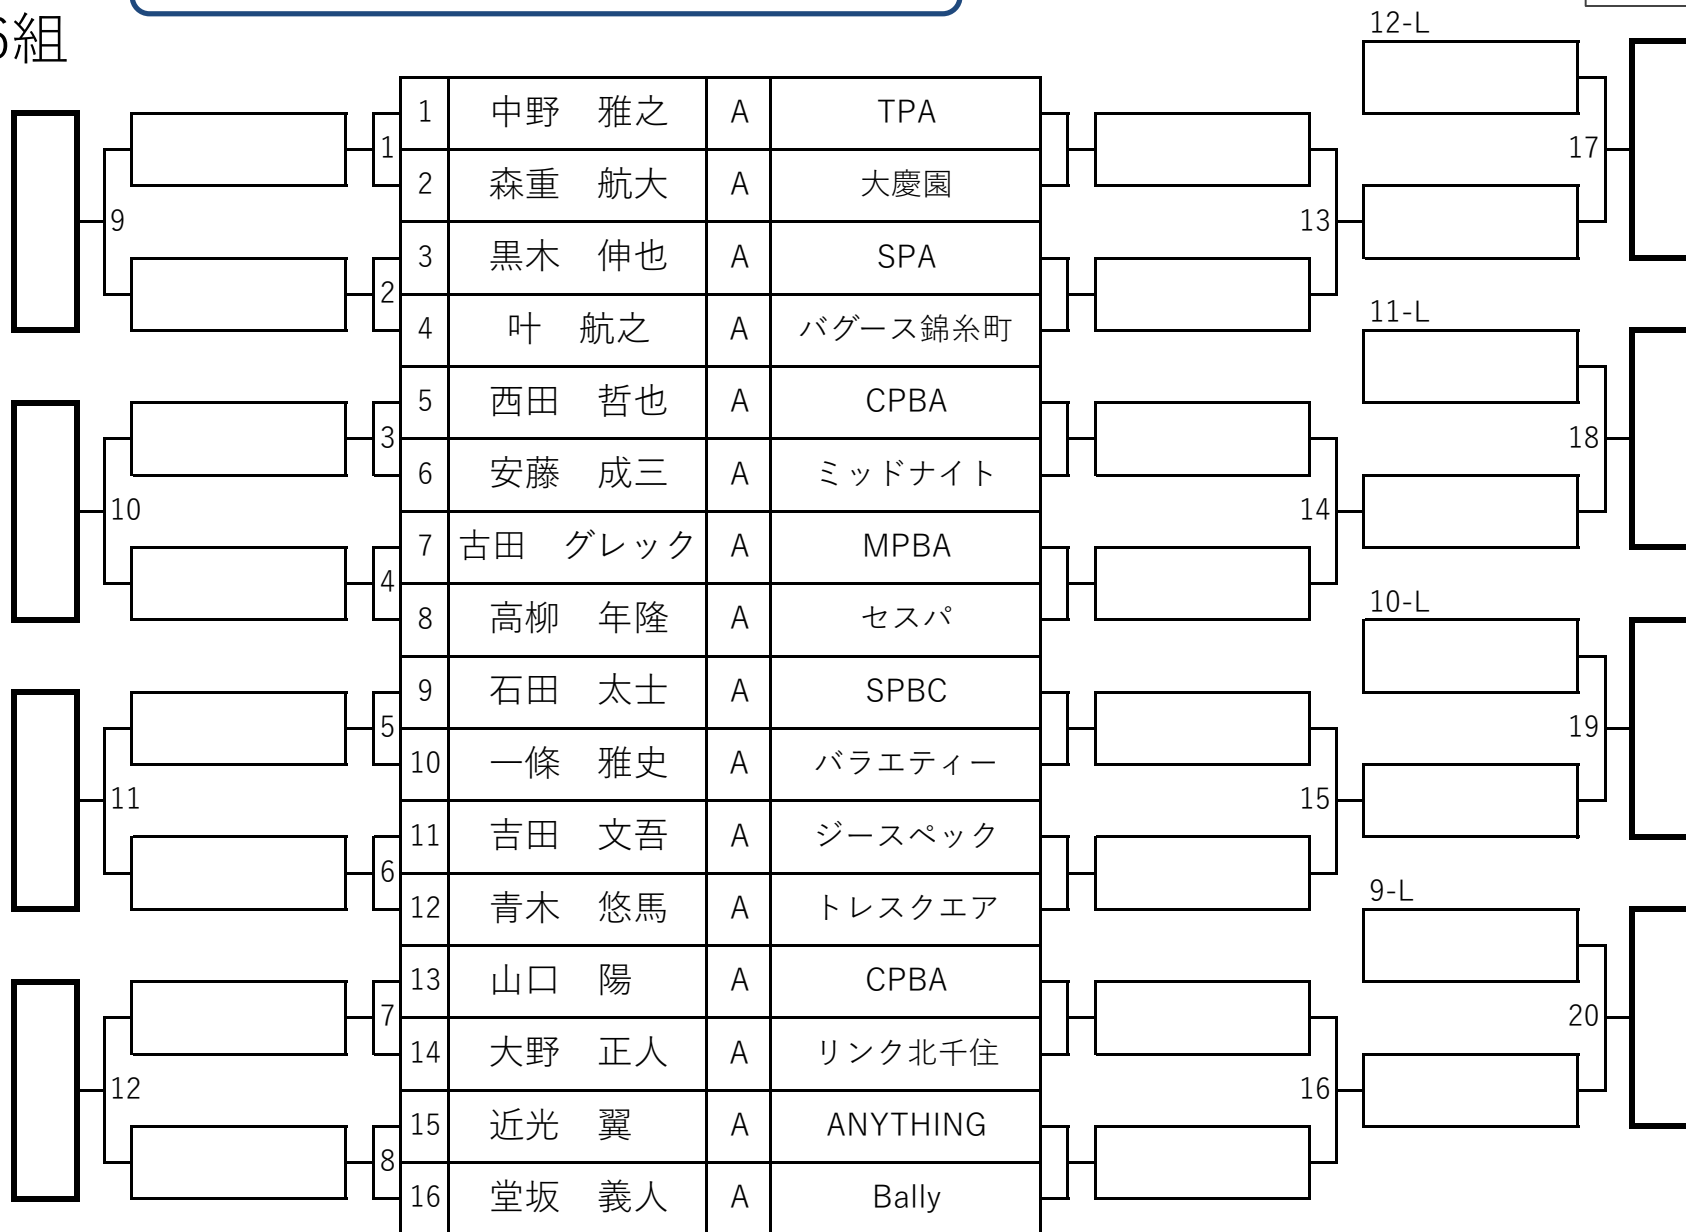 6組
12-L
1 中野 雅之 A TPA
1
17
2 森重 航大 A 大慶園
9
13
3 黒木 伸也 A SPA
2
11-L
4 叶 航之 A バグース錦糸町
5 西田 哲也 A CPBA
3
18
6 安藤 成三 A ミッドナイト
10
14
7 古田 グレック A MPBA
4
10-L
8 高柳 年隆 A セスパ
9 石田 太士 A SPBC
5
19
10 一條 雅史 A バラエティー
11
15
11 吉田 文吾 A ジースペック
6
9-L
12 青木 悠馬 A トレスクエア
13 山口 陽 A CPBA
7
20
14 大野 正人 A リンク北千住
12
16
15 近光 翼 A ANYTHING
8
16 堂坂 義人 A Bally